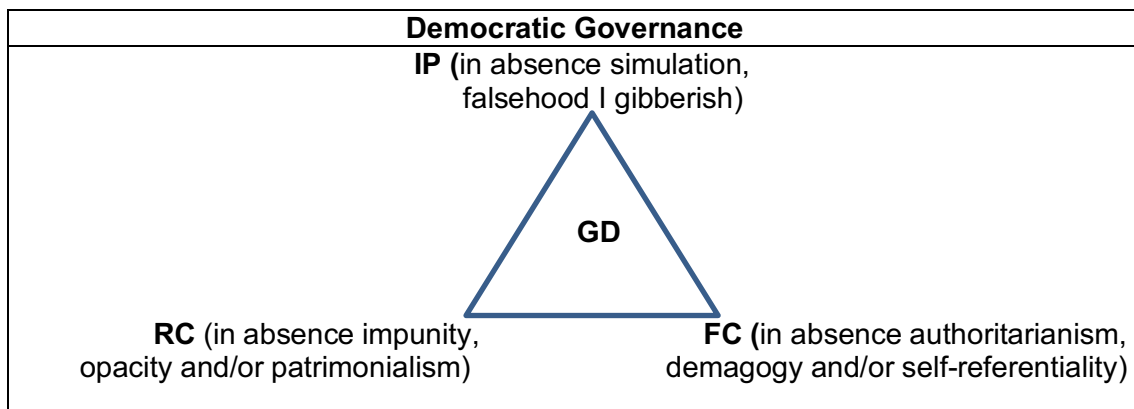 Democratic Governance
IP (in absence simulation,
falsehood I gibberish)
GD
RC (in absence impunity,
opacity and/or patrimonialism)
FC (in absence authoritarianism,
demagogy and/or self-referentiality)